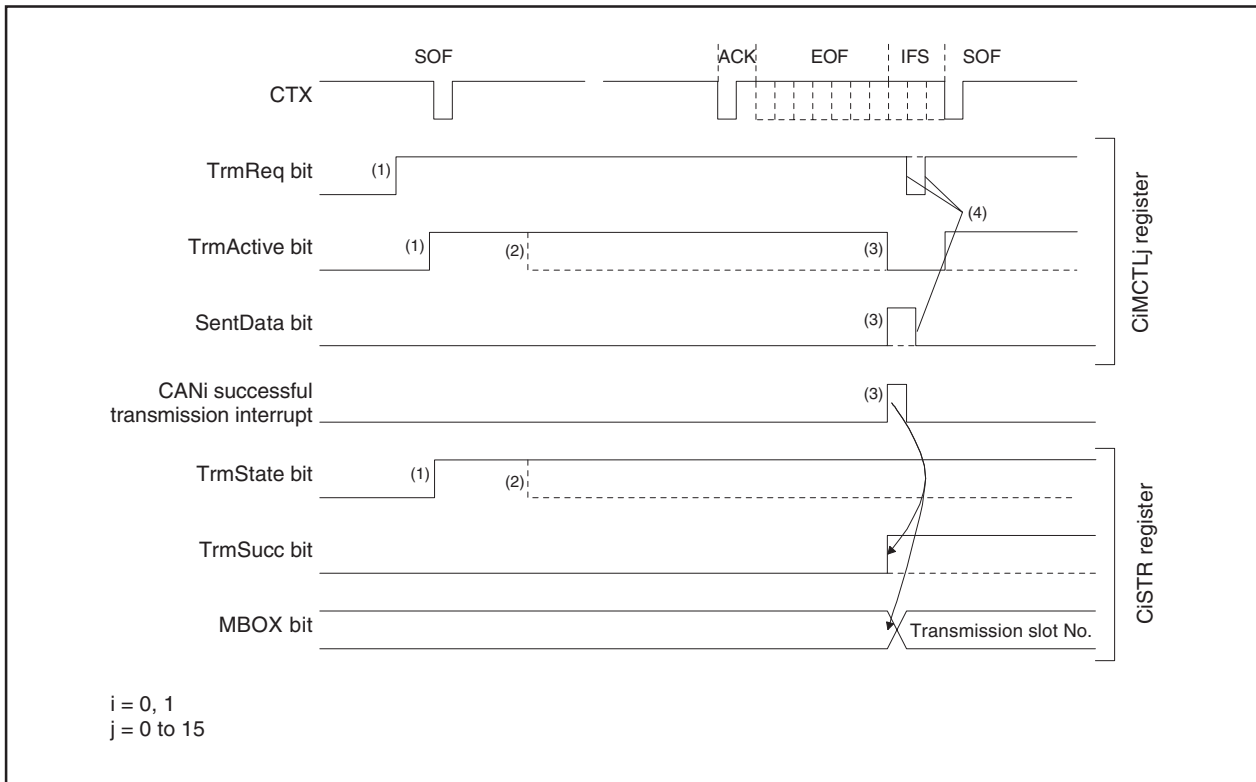 SOF
ACK
EOF
IFS
SOF
CTX
TrmReq bit
(1)
(4)
TrmActive bit
(1)
(2)
(3)
SentData bit
(3)
CiMCTLj register
CANi successful
transmission interrupt
(3)
TrmState bit
(1)
(2)
TrmSucc bit
MBOX bit
Transmission slot No.
CiSTR register
i = 0, 1
j = 0 to 15